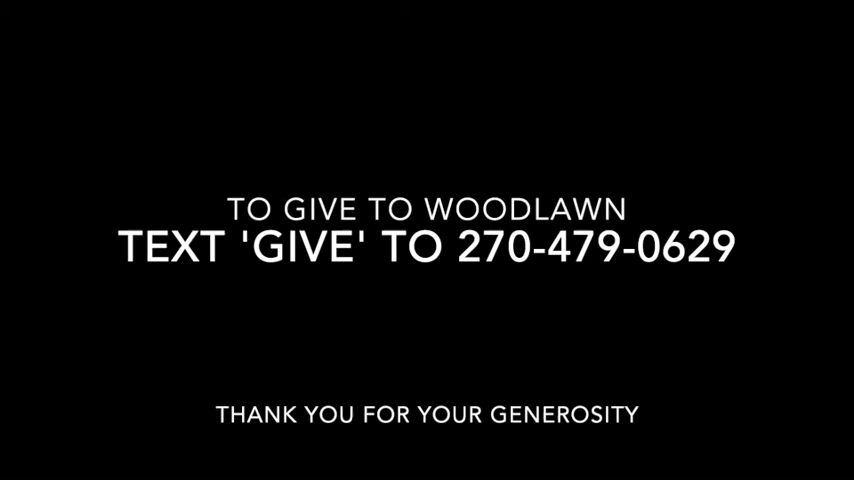 TO GIVE TO WOODLAWN
TEXT 'GIVE' TO 270-479-0629
THANK YOU FOR YOUR GENEROSITY